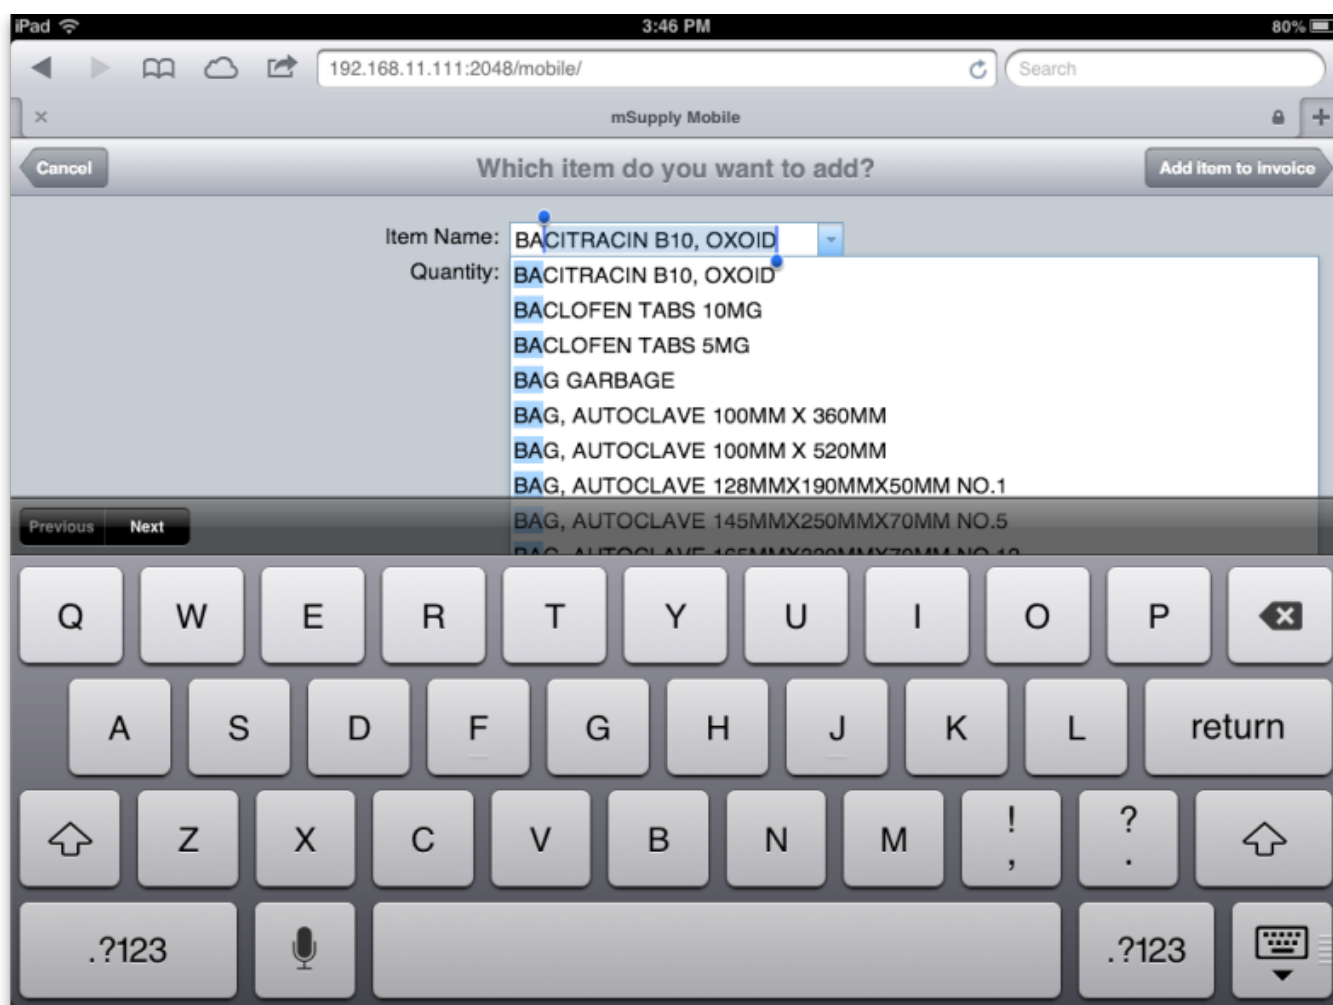 iPad 3:46 PM 80%
192.168.11.111:2048/mobile/ Search
mSupply Mobile
Cancel Which item do you want to add? Add item to invoice
Item Name: BACITRACIN B10, OXOID
Quantity: BACITRACIN B10, OXOID
BACLOFEN TABS 10MG
BACLOFEN TABS 5MG
BAG GARBAGE
BAG, AUTOCLAVE 100MM X 360MM
BAG, AUTOCLAVE 100MM X 520MM
BAG, AUTOCLAVE 128MMX190MMX50MM NO.1
Previous Next BAG, AUTOCLAVE 145MMX250MMX70MM NO.5
BAG, AUTOCLAVE
Q W E R T Y U I O P
A S D F G H J K L return
Z X C V B N M ! , ? .
.?123 .?123